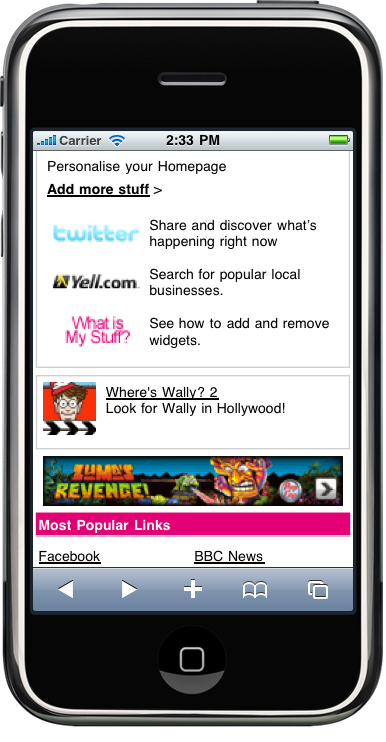 Carrier 2:33 PM
Personalise your Homepage
Add more stuff >
twitter
Share and discover what's
happening right now
Yell.com
Search for popular local
businesses.
What is
My Stuff?
See how to add and remove
widgets.
Where's Wally? 2
Look for Wally in Hollywood!
ZUMA'S
REVENGE!
Most Popular Links
Facebook BBC News